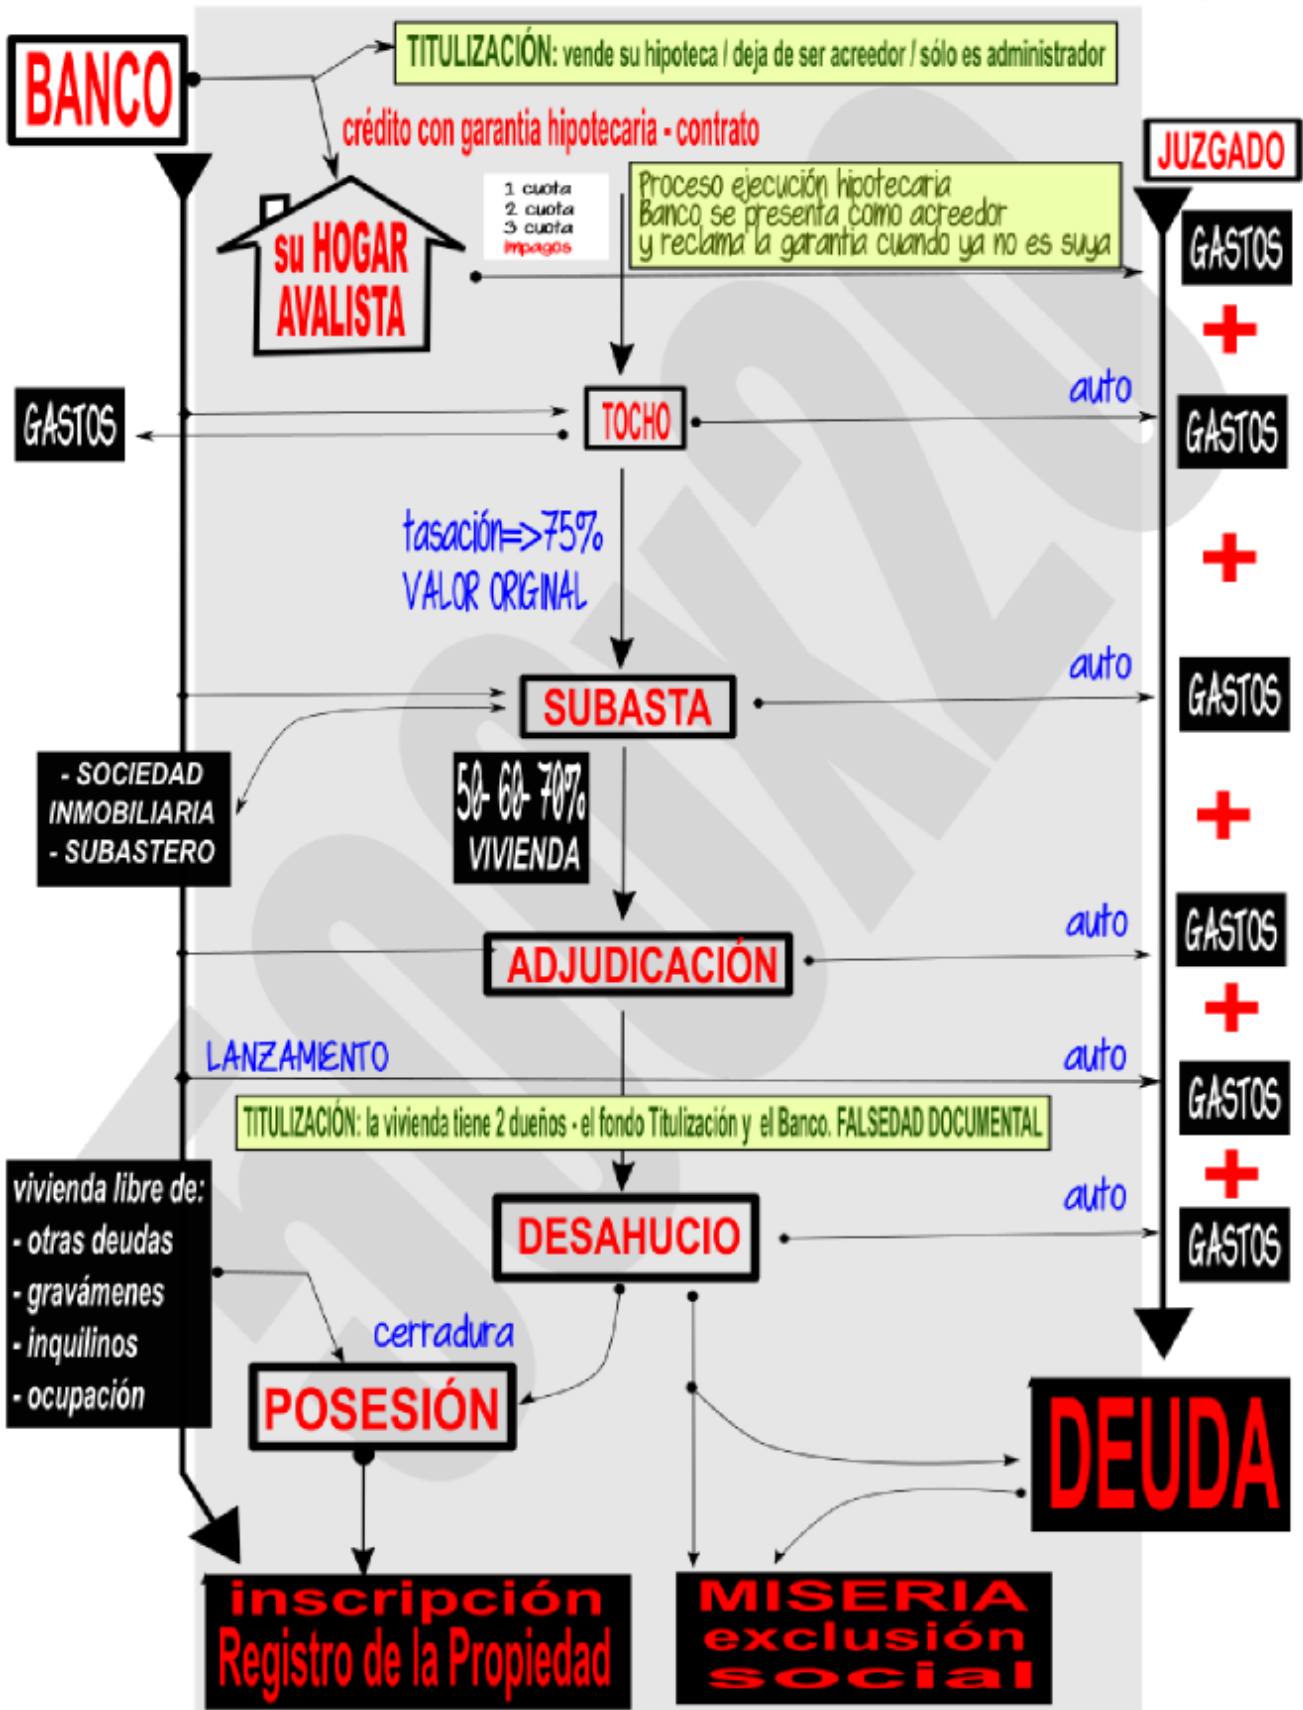 TITULIZACIÓN: vende su hipoteca / deja de ser acreedor / sólo es administrador
BANCO
crédito con garantia hipotecaria - contrato
JUZGADO
1 cuota
2 cuota
3 cuota
impagos
Proceso ejecución hipotecaria
Banco se presenta como acreedor
y reclama la garantia cuando ya no es suya
su HOGAR
AVALISTA
GASTOS
+
auto
GASTOS
TOCHO
GASTOS
tasación=>75%
VALOR ORIGINAL
+
auto
SUBASTA
GASTOS
- SOCIEDAD
INMOBILIARIA
- SUBASTERO
50- 60- 70%
VIVIENDA
+
auto
ADJUDICACIÓN
GASTOS
+
LANZAMIENTO
auto
GASTOS
TITULIZACIÓN: la vivienda tiene 2 dueños - el fondo Titulización y el Banco. FALSEDAD DOCUMENTAL
+
vivienda libre de:
- otras deudas
- gravámenes
- inquilinos
- ocupación
auto
DESAHUCIO
GASTOS
cerradura
POSESIÓN
DEUDA
inscripción
Registro de la Propiedad
MISERIA
exclusión
social